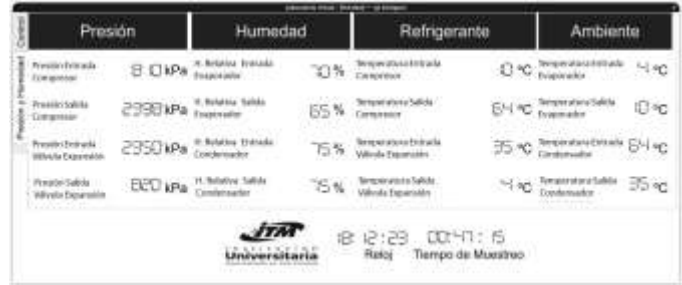 Control
Presión y Humedad
Presión Humedad Refrigerante Ambiente
Presión Entrada Compresor 810 kPa H. Relativa Entrada Evaporador 70 % Temperatura Entrada Compresor 10 ºC Temperatura Entrada Evaporador 4 ºC
Presión Salida Compresor 2398 kPa H. Relativa Salida Evaporador 65 % Temperatura Salida Compresor 64 ºC Temperatura Salida Evaporador 10 ºC
Presión Entrada Válvula Expansión 2350 kPa H. Relativa Entrada Condensador 75 % Temperatura Entrada Válvula Expansión 35 ºC Temperatura Entrada Condensador 64 ºC
Presión Salida Válvula Expansión 820 kPa H. Relativa Salida Condensador 75 % Temperatura Salida Válvula Expansión 4 ºC Temperatura Salida Condensador 35 ºC
iTM
Institución
Universitaria
18:12:23 00:47:15
Reloj Tiempo de Muestreo